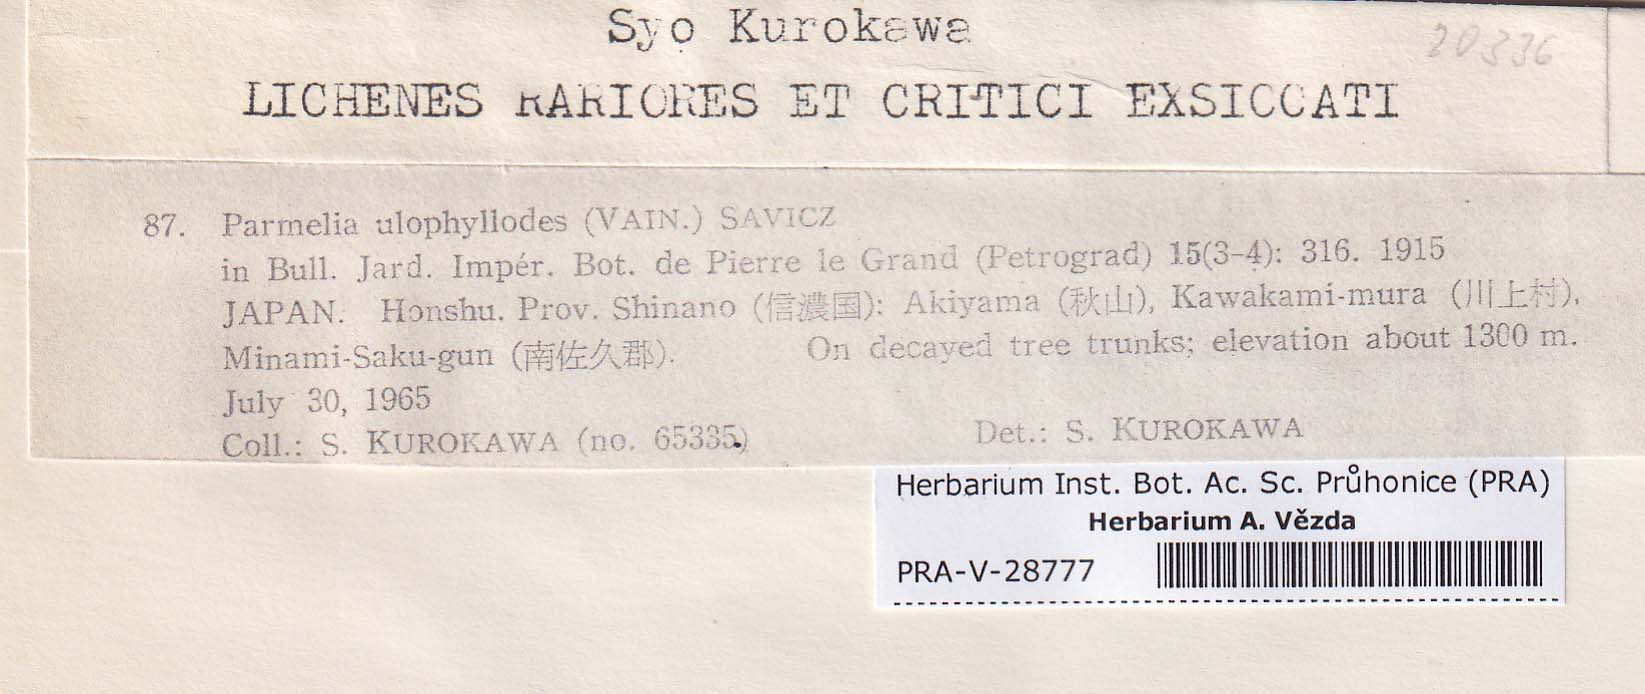 Syo Kurokawa
20336
LICHENES RARIORES ET CRITICI EXSICCATI
87. Parmelia ulophyllodes (VAIN.) SAVICZ
in Bull. Jard. Impér. Bot. de Pierre le Grand (Petrograd) 15(3-4): 316. 1915
JAPAN. Honshu. Prov. Shinano (信濃国): Akiyama (秋山), Kawakami-mura (川上村),
Minami-Saku-gun (南佐久郡). On decayed tree trunks; elevation about 1300 m.
July 30, 1965
Coll.: S. KUROKAWA (no. 65335) Det.: S. KUROKAWA
Herbarium Inst. Bot. Ac. Sc. Průhonice (PRA)
Herbarium A. Vězda
PRA-V-28777